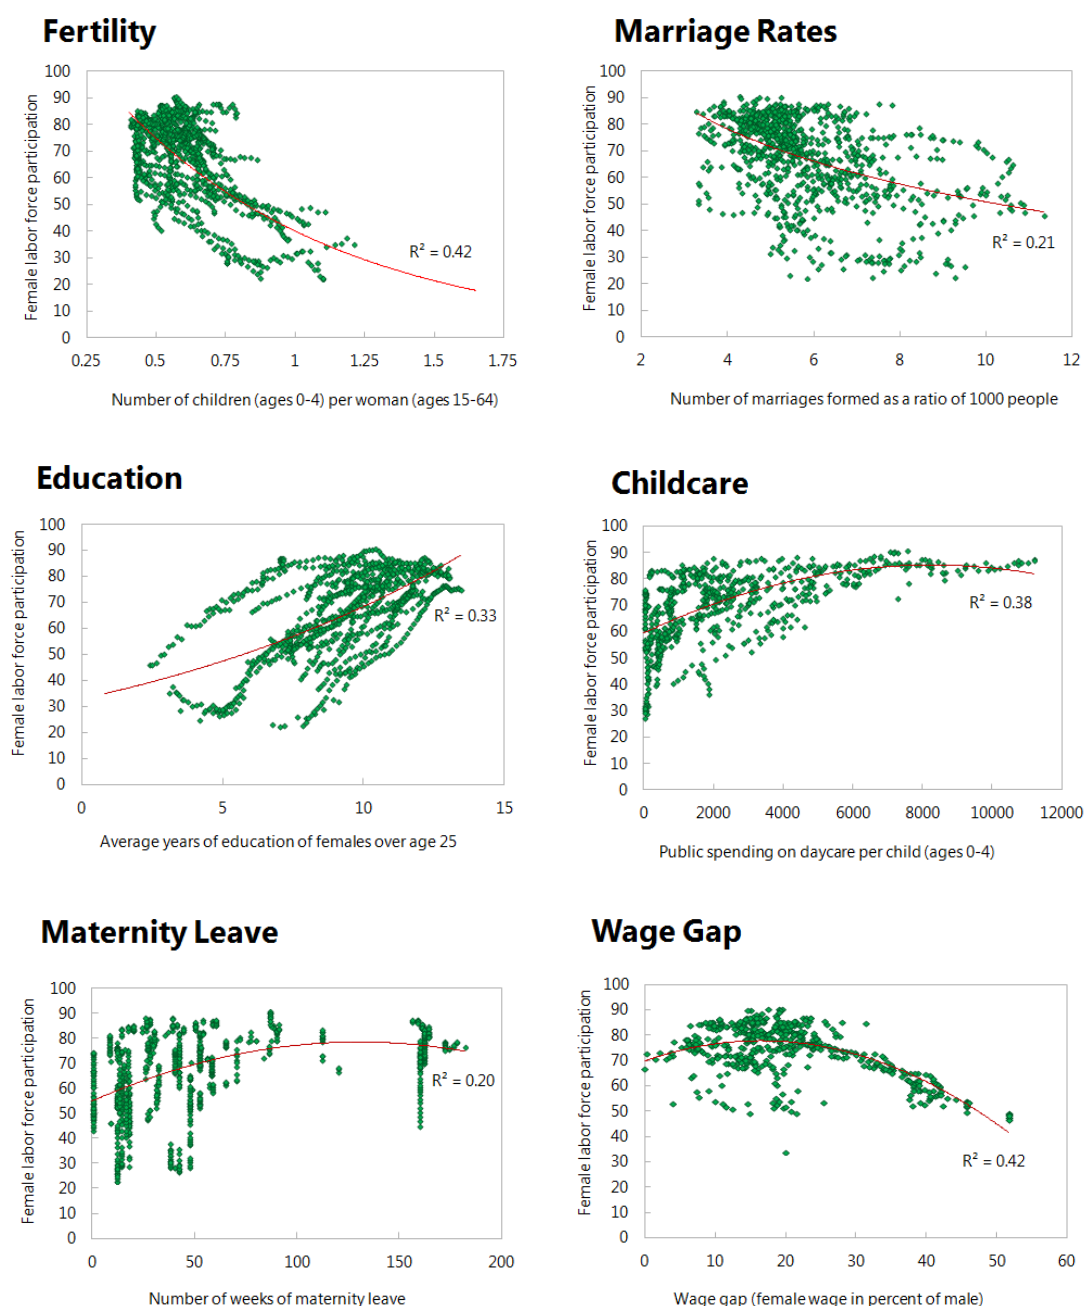 Fertility
100
90
80
70
60
50
40
30
20
10
0
Female labor force participation
R² = 0.42
0.25 0.5 0.75 1 1.25 1.5 1.75
Number of children (ages 0-4) per woman (ages 15-64)
Marriage Rates
100
90
80
70
60
50
40
30
20
10
0
Female labor force participation
R² = 0.21
2 4 6 8 10 12
Number of marriages formed as a ratio of 1000 people
Education
100
90
80
70
60
50
40
30
20
10
0
Female labor force participation
R² = 0.33
0 5 10 15
Average years of education of females over age 25
Childcare
100
90
80
70
60
50
40
30
20
10
0
Female labor force participation
R² = 0.38
0 2000 4000 6000 8000 10000 12000
Public spending on daycare per child (ages 0-4)
Maternity Leave
100
90
80
70
60
50
40
30
20
10
0
Female labor force participation
R² = 0.20
0 50 100 150 200
Number of weeks of maternity leave
Wage Gap
100
90
80
70
60
50
40
30
20
10
0
Female labor force participation
R² = 0.42
0 10 20 30 40 50 60
Wage gap (female wage in percent of male)